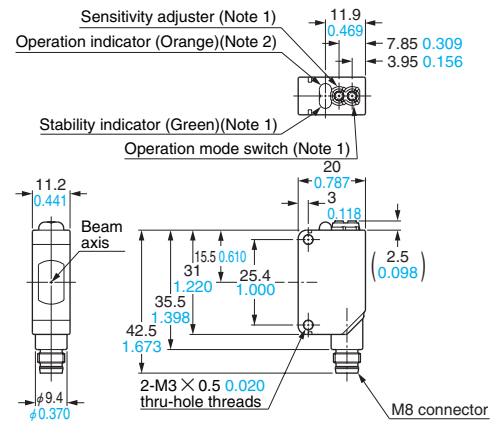 Sensitivity adjuster (Note 1)
11.9
0.469
Operation indicator (Orange)(Note 2)
7.85 0.309
3.95 0.156
Stability indicator (Green)(Note 1)
Operation mode switch (Note 1)
20
0.787
11.2
0.441
3
0.118
Beam
axis
15.5 0.610
2.5
0.098
31
1.220
25.4
1.000
35.5
1.398
42.5
1.673
2-M3 × 0.5 0.020
thru-hole threads
φ9.4
φ0.370
M8 connector